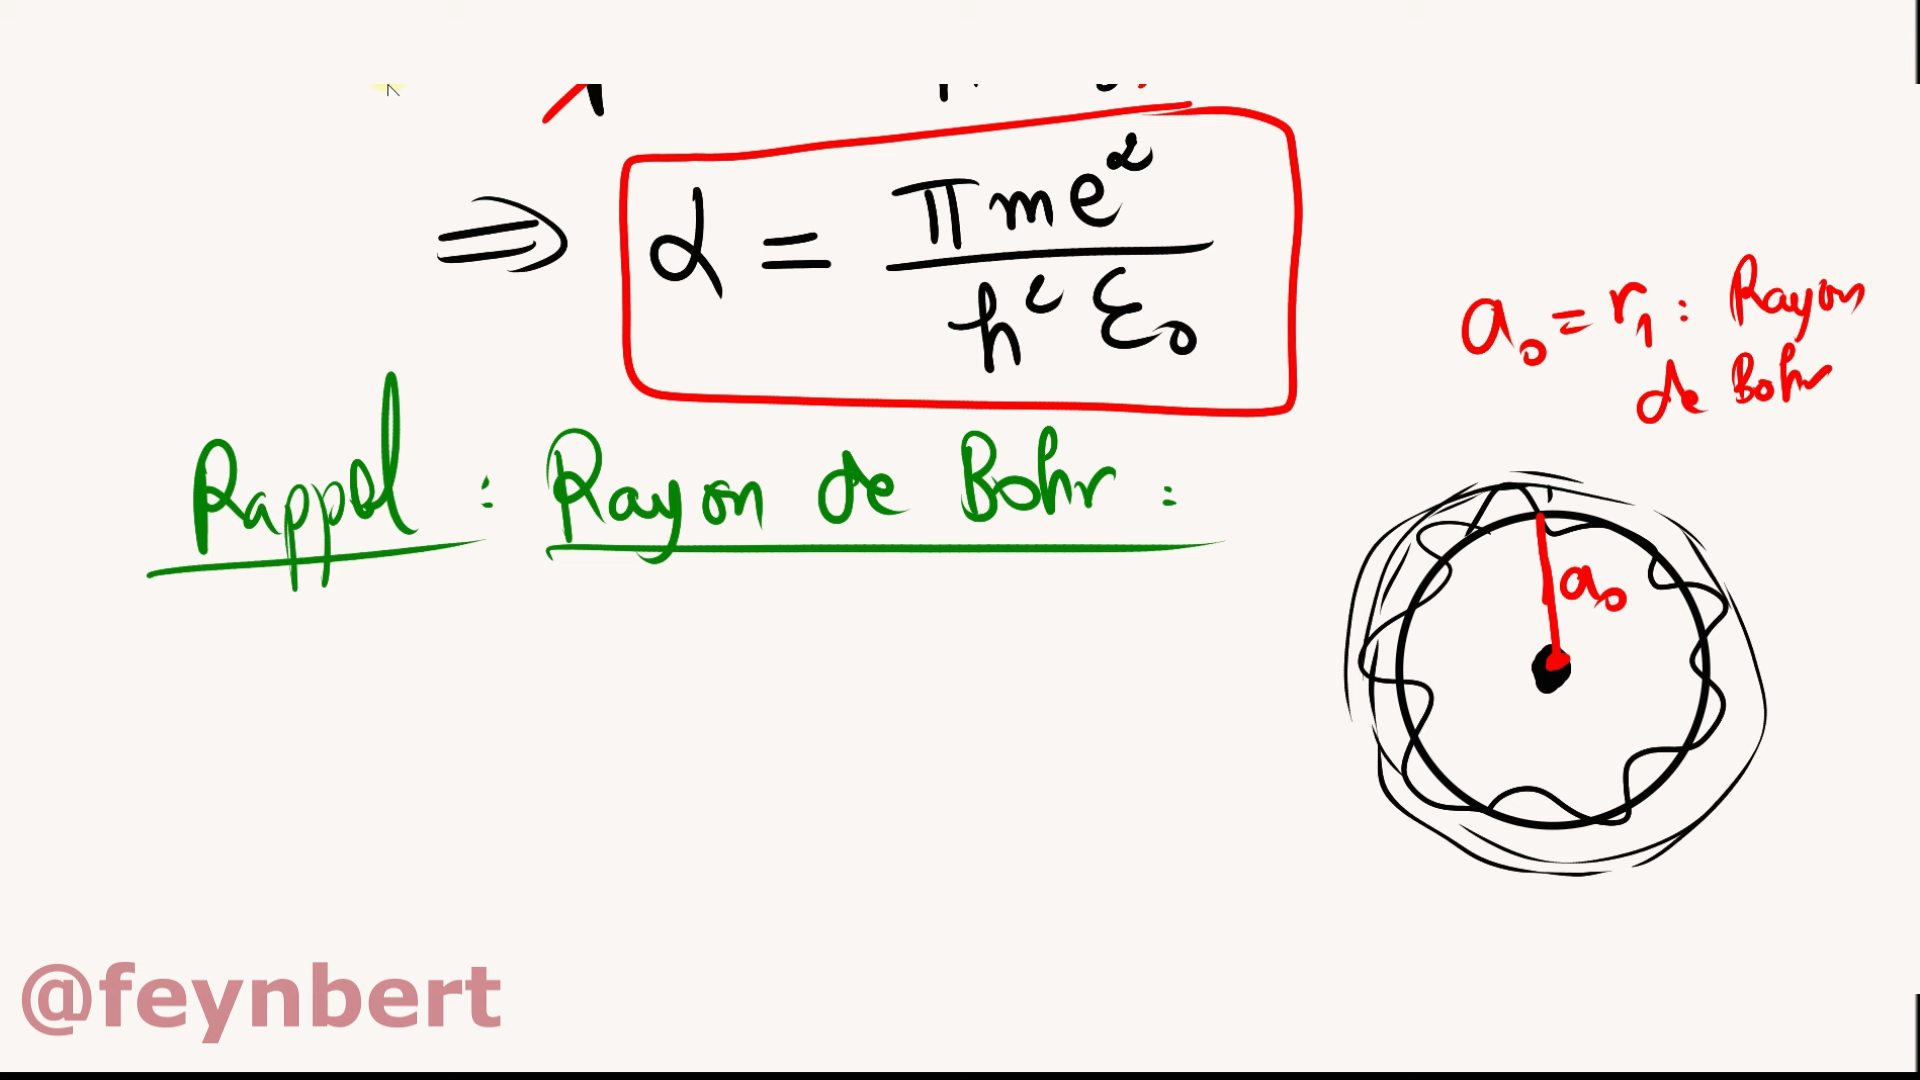 ⇒ α = πme² / h²ε₀
a₀ = r₁ : Rayon
de Bohr
Rappel : Rayon de Bohr :
a₀
@feynbert